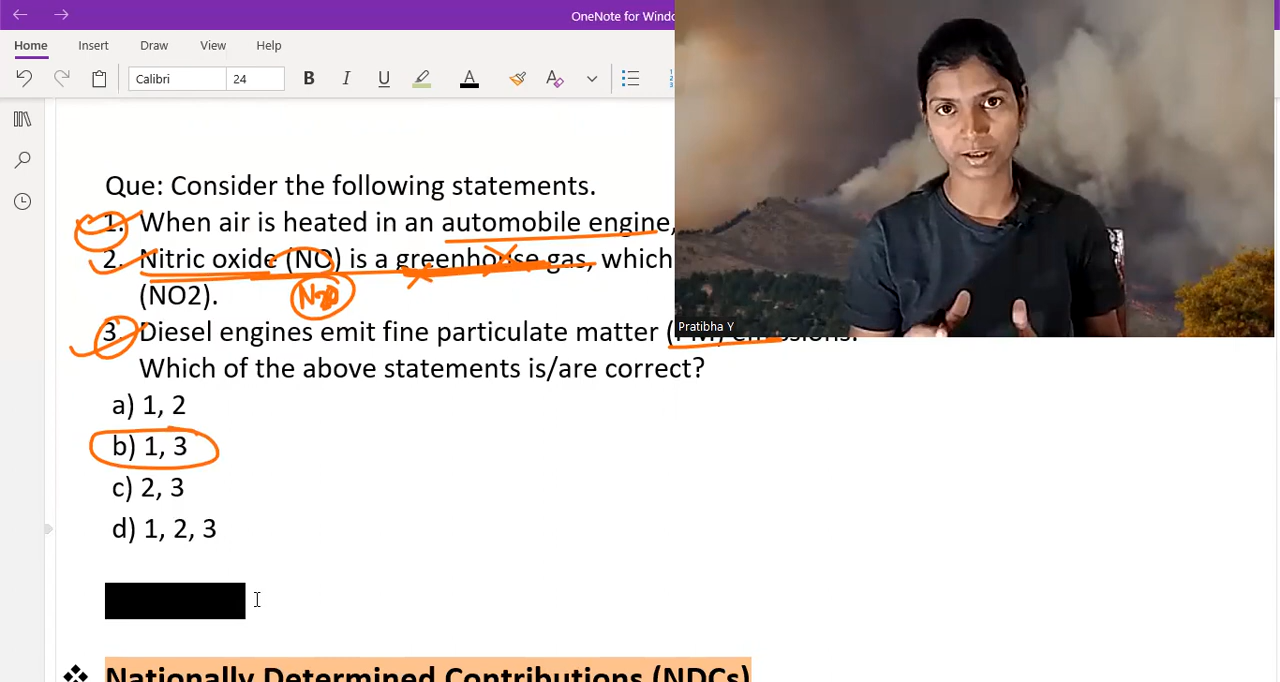 OneNote for Windo
Home Insert Draw View Help
Calibri 24 B I U A A
Que: Consider the following statements.
1. When air is heated in an automobile engine,
2. Nitric oxide (NO) is a greenhouse gas, which
(NO2).
N2O
3. Diesel engines emit fine particulate matter (PM) emissions.
Which of the above statements is/are correct?
a) 1, 2
b) 1, 3
c) 2, 3
d) 1, 2, 3
Nationally Determined Contributions (NDCs)
Pratibha Y